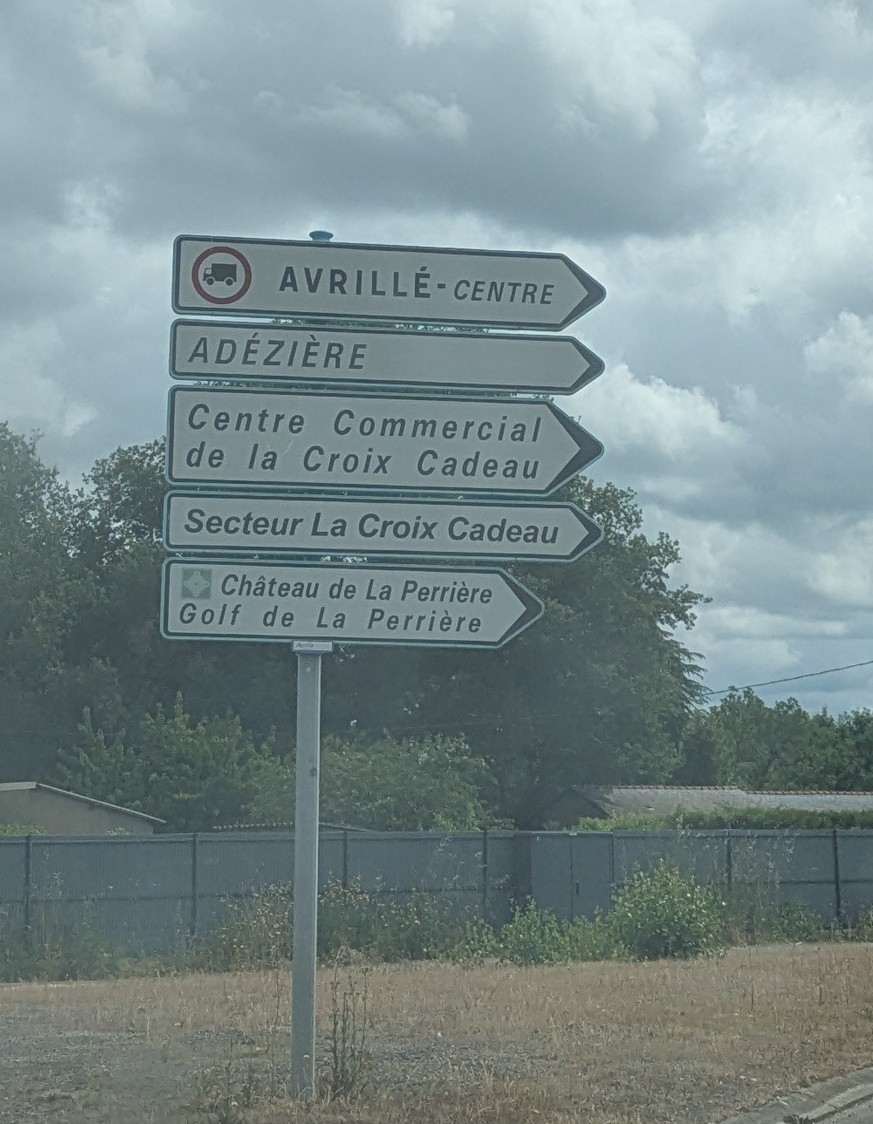 AVRILLÉ-CENTRE
ADÉZIÈRE
Centre Commercial
de la Croix Cadeau
Secteur La Croix Cadeau
Château de La Perrière
Golf de La Perrière